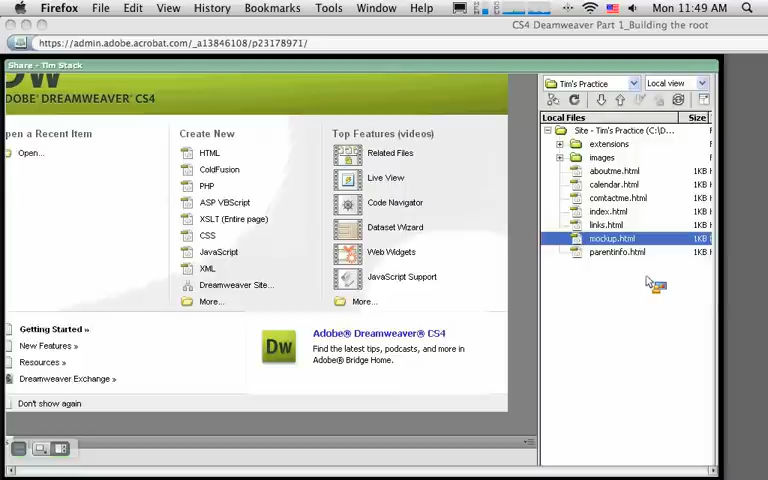 Firefox File Edit View History Bookmarks Tools Window Help Mon 11:49 AM
CS4 Deamweaver Part 1_Building the root
https://admin.adobe.acrobat.com/_a13846108/p23178971/
Share - Tim Stack
Dw
ADOBE® DREAMWEAVER® CS4
pen a Recent Item
Open...
Create New
HTML
ColdFusion
PHP
ASP VBScript
XSLT (Entire page)
CSS
JavaScript
XML
Dreamweaver Site...
More...
Top Features (videos)
Related Files
Live View
Code Navigator
Dataset Wizard
Web Widgets
JavaScript Support
More...
Getting Started »
New Features »
Resources »
Dreamweaver Exchange »
Dw
Adobe® Dreamweaver® CS4
Find the latest tips, podcasts, and more in
Adobe® Bridge Home.
Don't show again
Tim's Practice Local view
Local Files Size
Site - Tim's Practice (C:\D...
extensions
images
aboutme.html 1KB
calendar.html 1KB
comtactme.html 1KB
index.html 1KB
links.html 1KB
mockup.html 1KB
parentinfo.html 1KB